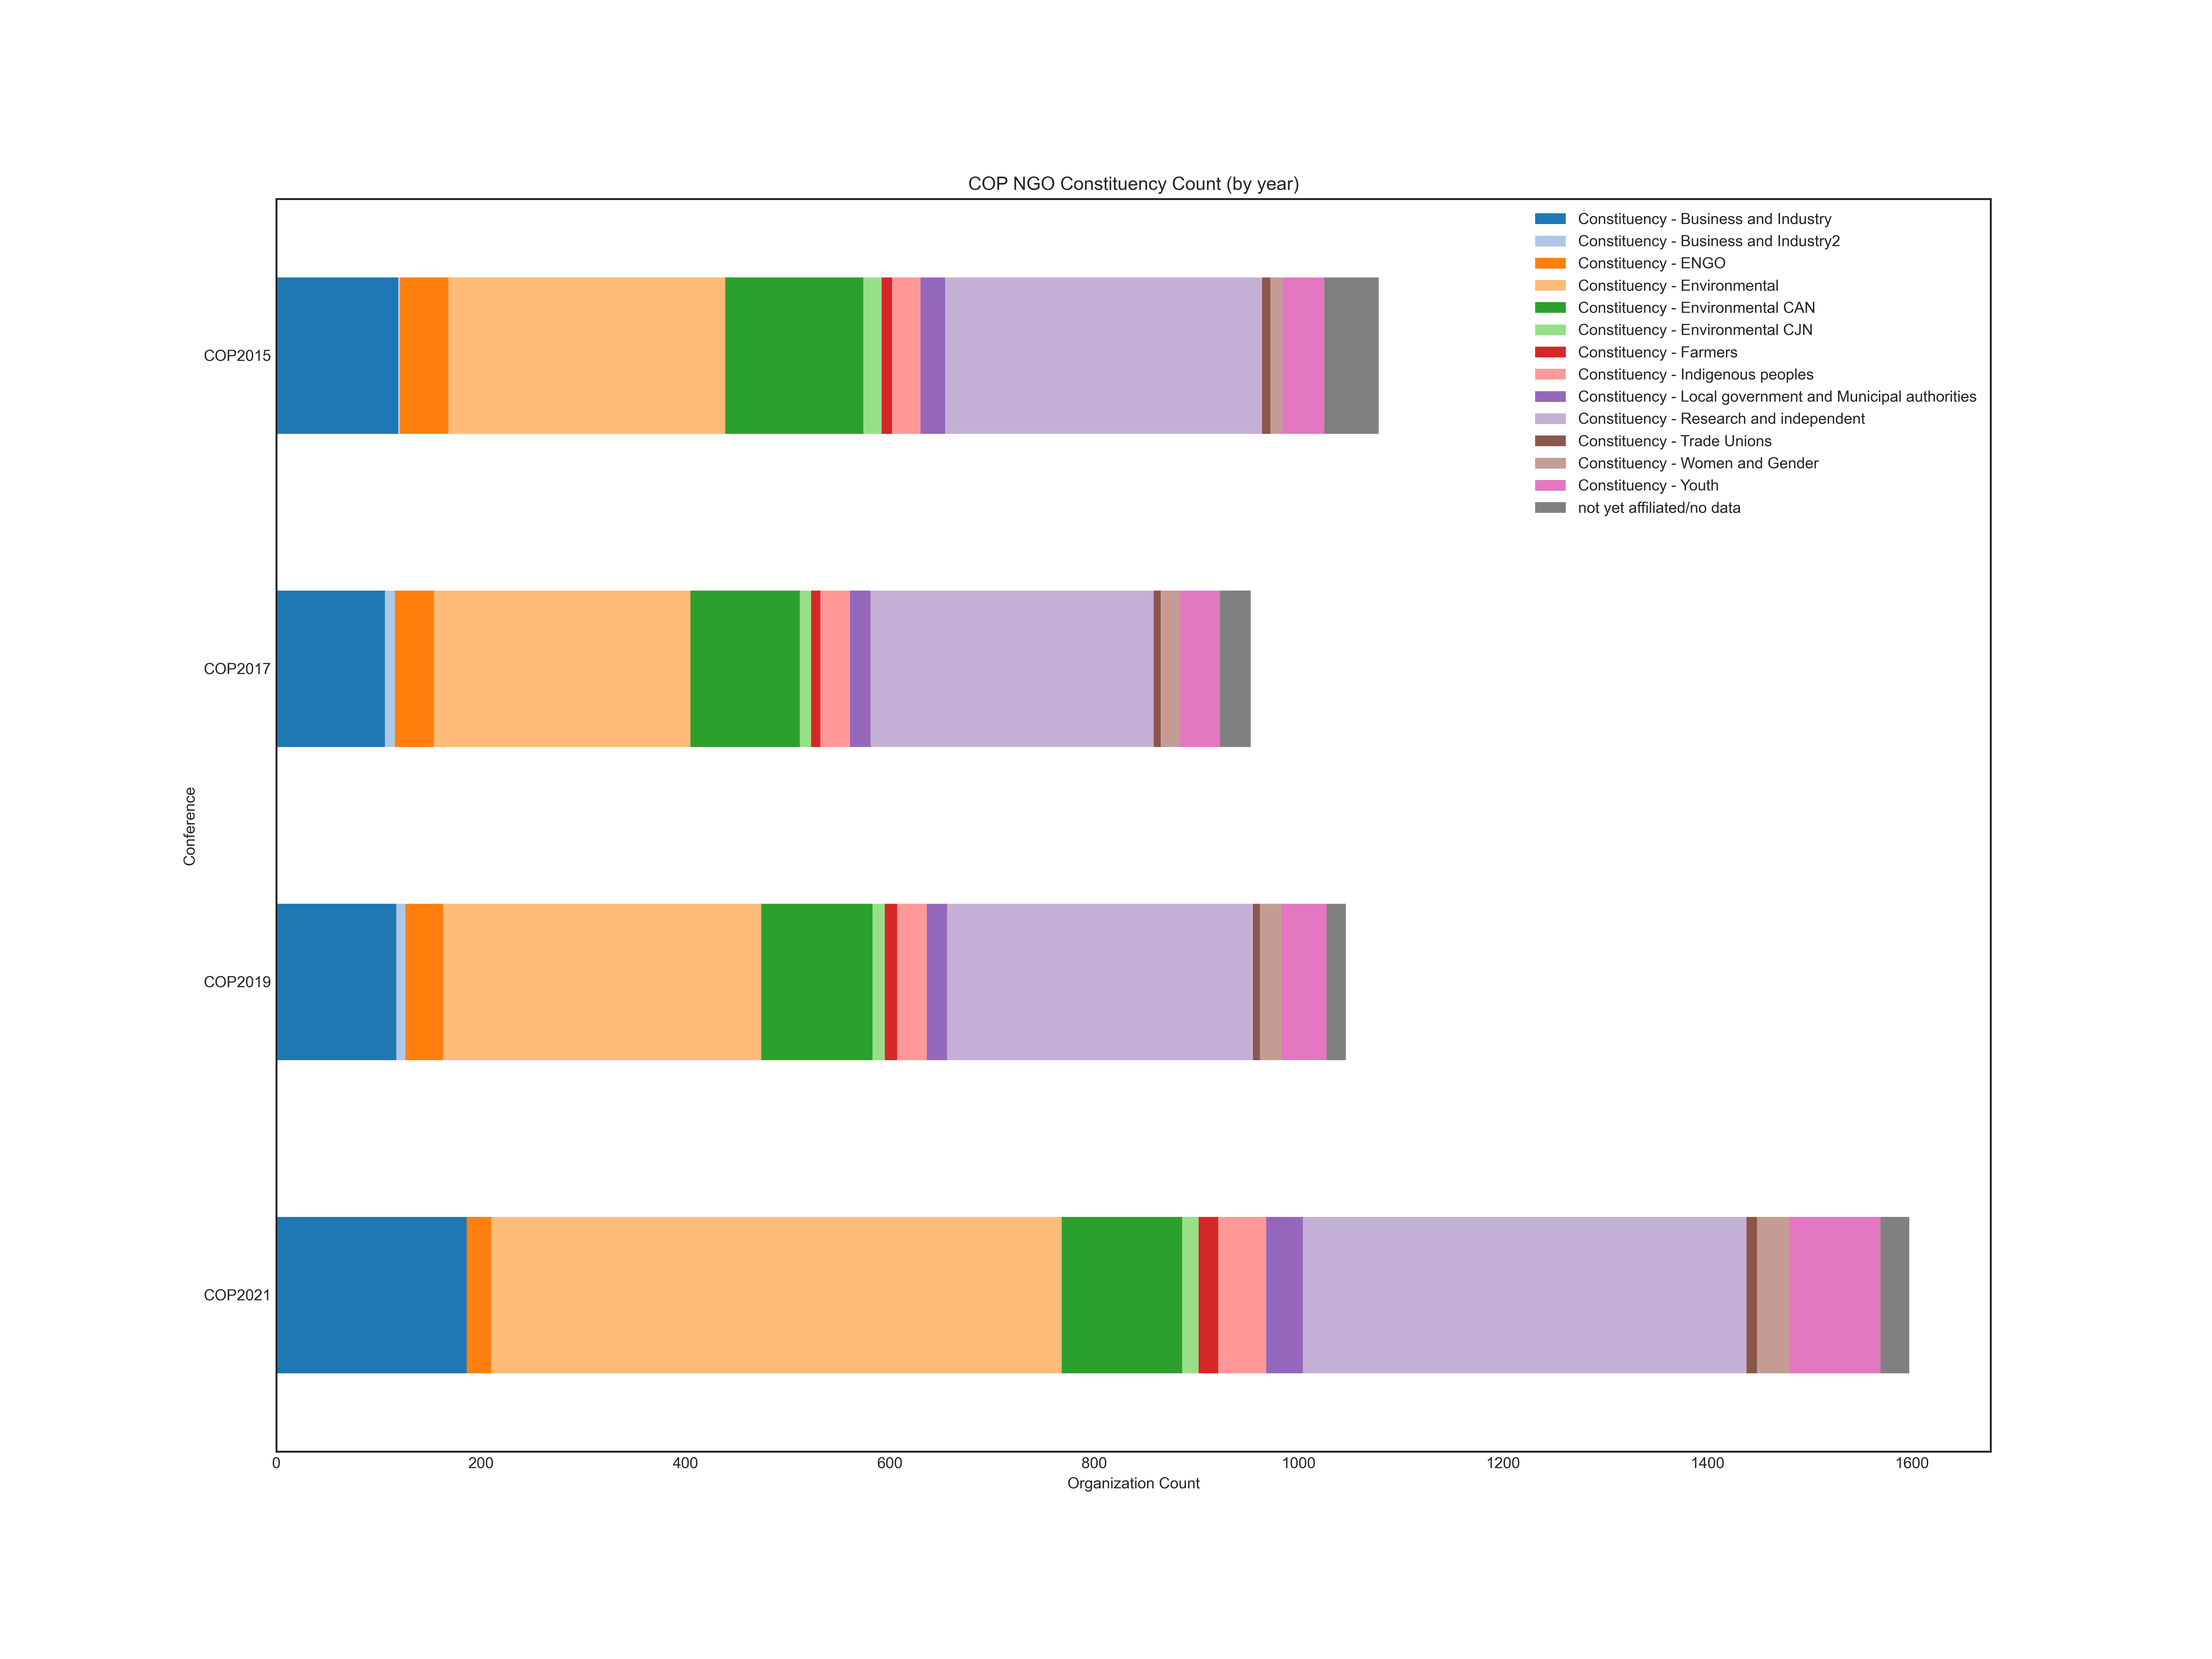 COP NGO Constituency Count (by year)
Constituency - Business and Industry
Constituency - Business and Industry2
Constituency - ENGO
Constituency - Environmental
Constituency - Environmental CAN
Constituency - Environmental CJN
Constituency - Farmers
Constituency - Indigenous peoples
Constituency - Local government and Municipal authorities
Constituency - Research and independent
Constituency - Trade Unions
Constituency - Women and Gender
Constituency - Youth
not yet affiliated/no data
COP2015
COP2017
Conference
COP2019
COP2021
0 200 400 600 800 1000 1200 1400 1600
Organization Count